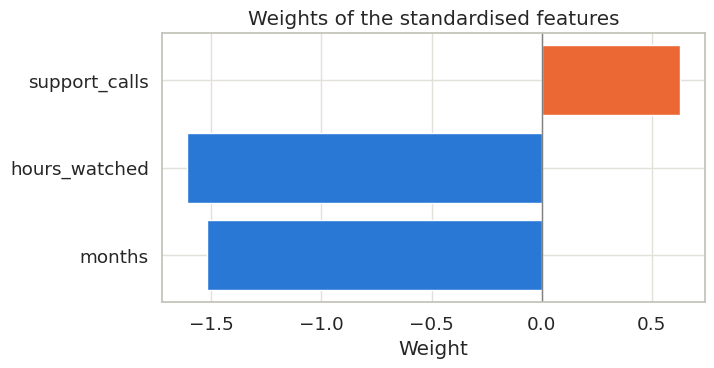 Weights of the standardised features
support_calls
hours_watched
months
−1.5 −1.0 −0.5 0.0 0.5
Weight